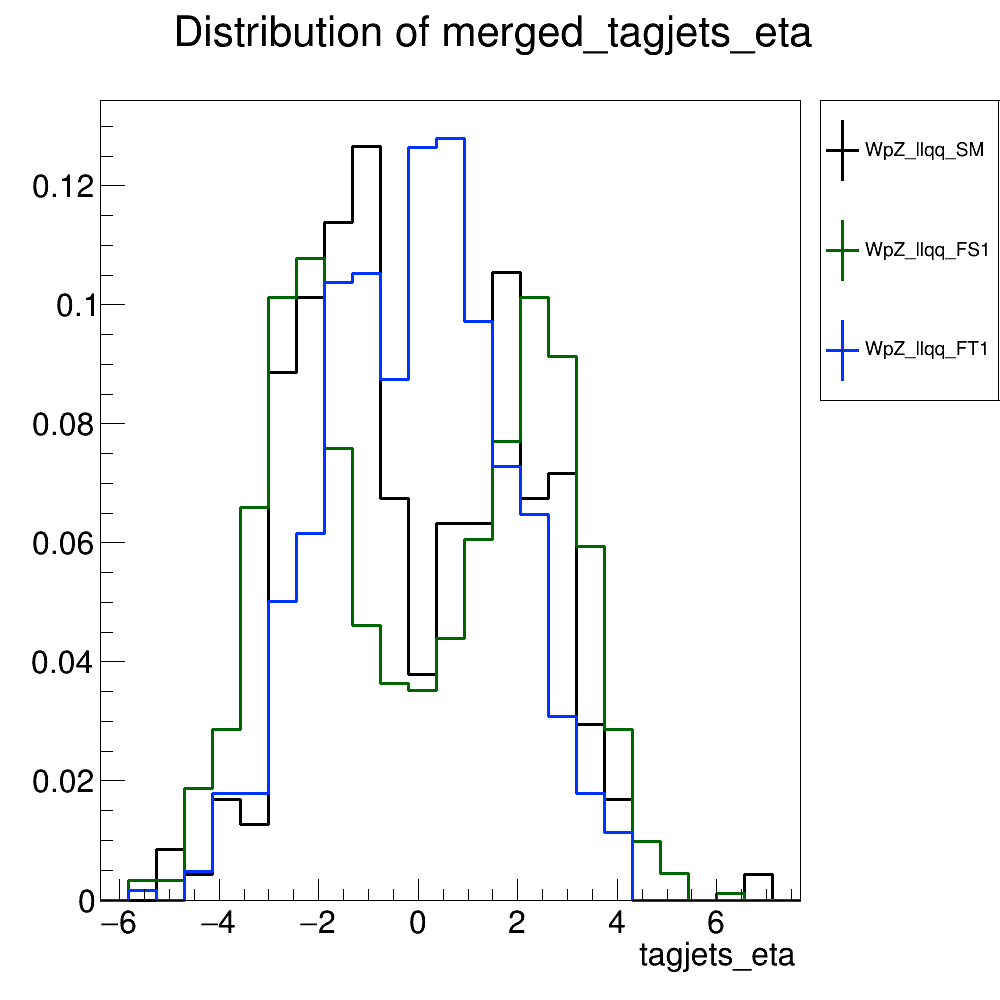 Distribution of merged_tagjets_eta
WpZ_llqq_SM
WpZ_llqq_FS1
WpZ_llqq_FT1
0.12
0.1
0.08
0.06
0.04
0.02
0
−6 −4 −2 0 2 4 6
tagjets_eta